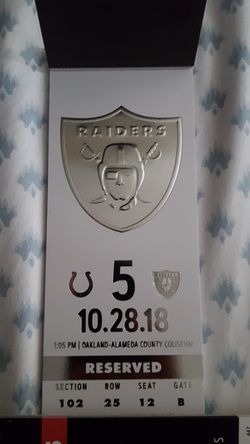 RAIDERS
5
10.28.18
1:05 PM | OAKLAND-ALAMEDA COUNTY COLISEUM
RESERVED
SECTION ROW SEAT GATE
102 25 12 B